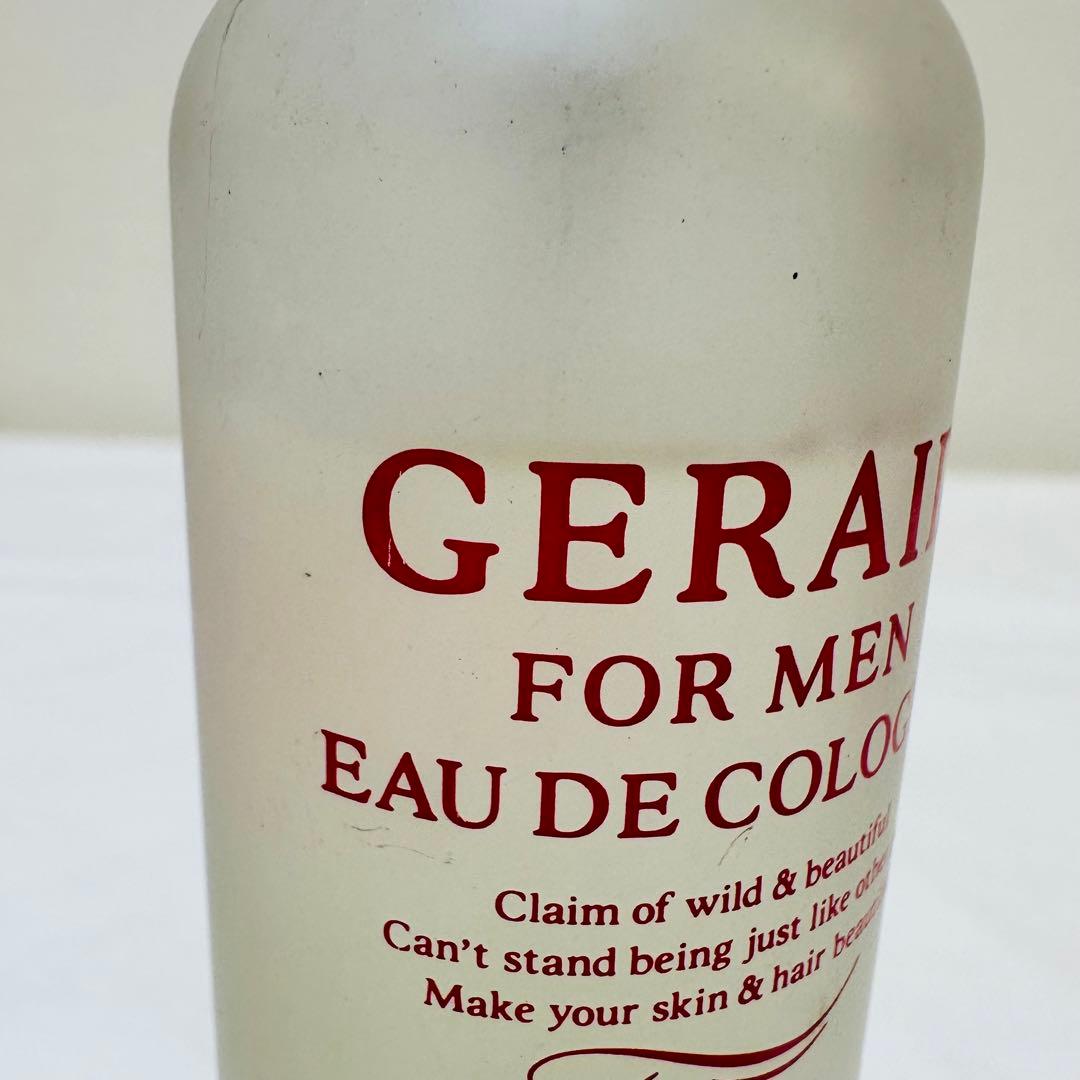 GERAI
FOR MEN
EAU DE COLOG
Claim of wild & beautiful
Can't stand being just like othe
Make your skin & hair beau